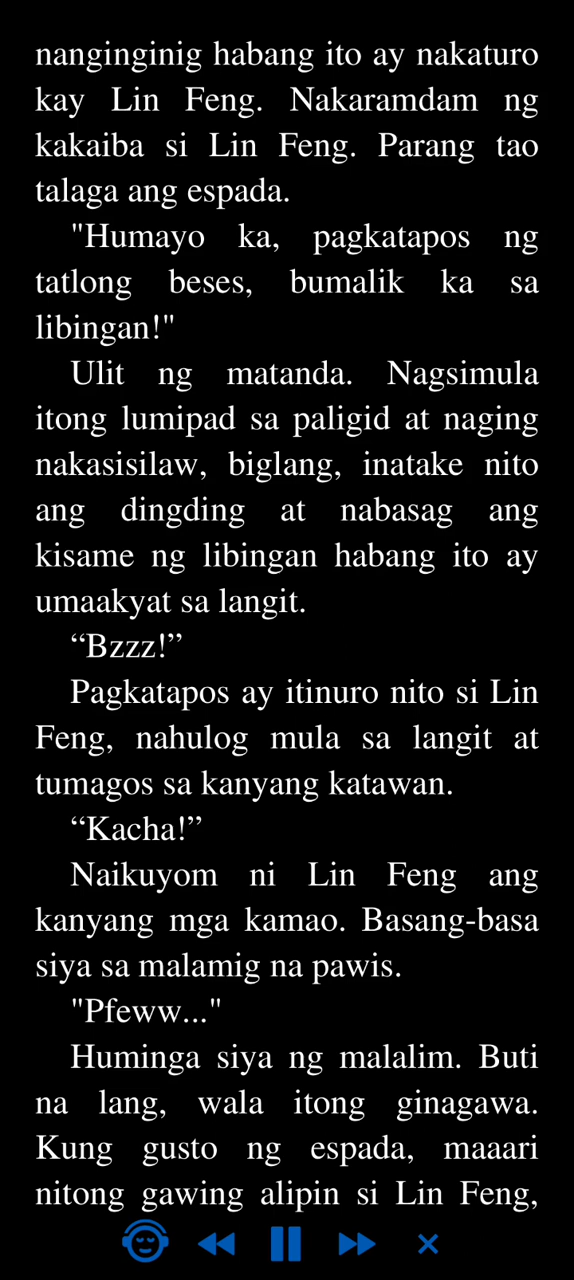 nanginginig habang ito ay nakaturo
kay Lin Feng. Nakaramdam ng
kakaiba si Lin Feng. Parang tao
talaga ang espada.
"Humayo ka, pagkatapos ng
tatlong beses, bumalik ka sa
libingan!"
Ulit ng matanda. Nagsimula
itong lumipad sa paligid at naging
nakasisilaw, biglang, inatake nito
ang dingding at nabasag ang
kisame ng libingan habang ito ay
umaakyat sa langit.
“Bzzz!”
Pagkatapos ay itinuro nito si Lin
Feng, nahulog mula sa langit at
tumagos sa kanyang katawan.
“Kacha!”
Naikuyom ni Lin Feng ang
kanyang mga kamao. Basang-basa
siya sa malamig na pawis.
"Pfeww..."
Huminga siya ng malalim. Buti
na lang, wala itong ginagawa.
Kung gusto ng espada, maaari
nitong gawing alipin si Lin Feng,